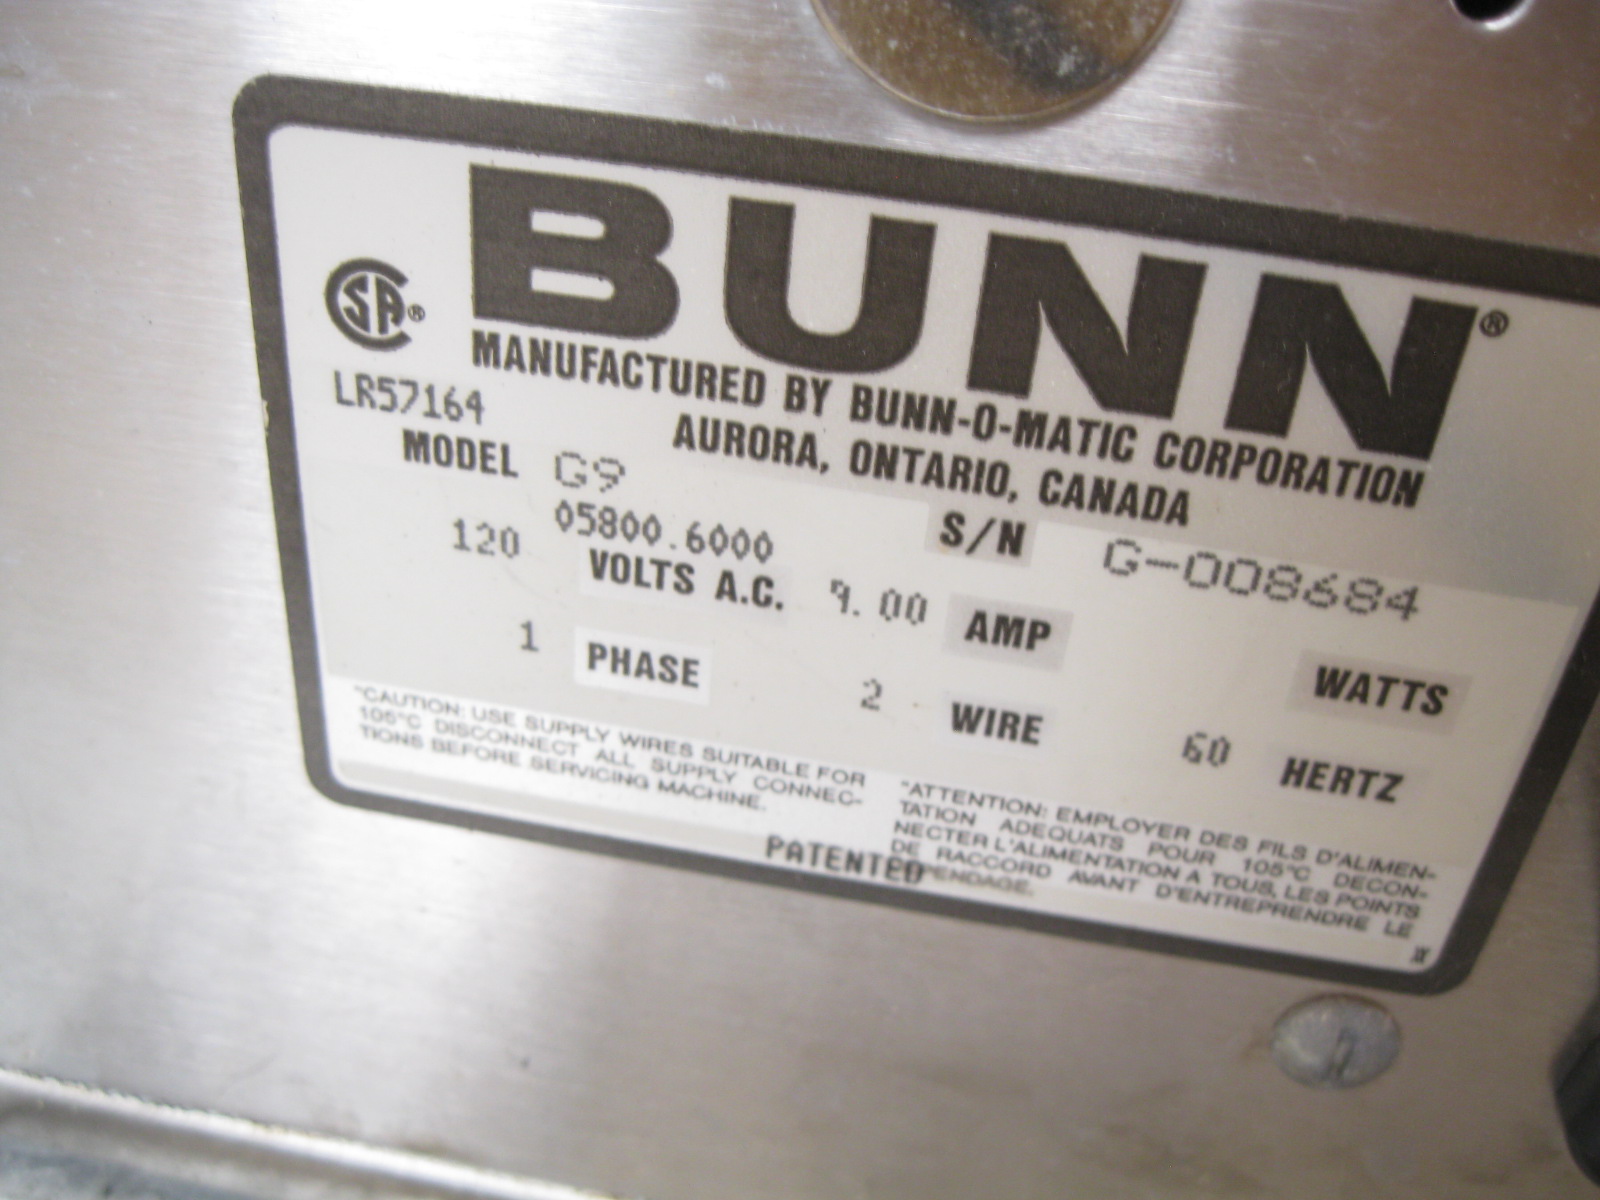 BUNN®
CSA®
MANUFACTURED BY BUNN-O-MATIC CORPORATION
AURORA, ONTARIO, CANADA
LR57164
MODEL G9
05800.6000
S/N G-008684
120 VOLTS A.C. 9.00 AMP WATTS
1 PHASE 2 WIRE 60 HERTZ
"CAUTION: USE SUPPLY WIRES SUITABLE FOR
105°C DISCONNECT ALL SUPPLY CONNEC-
TIONS BEFORE SERVICING MACHINE.
"ATTENTION: EMPLOYER DES FILS D'ALIMEN-
TATION ADEQUATS POUR 105°C DECON-
NECTER L'ALIMENTATION A TOUS, LES POINTS
DE RACCORD AVANT D'ENTREPRENDRE LE
PATENTED